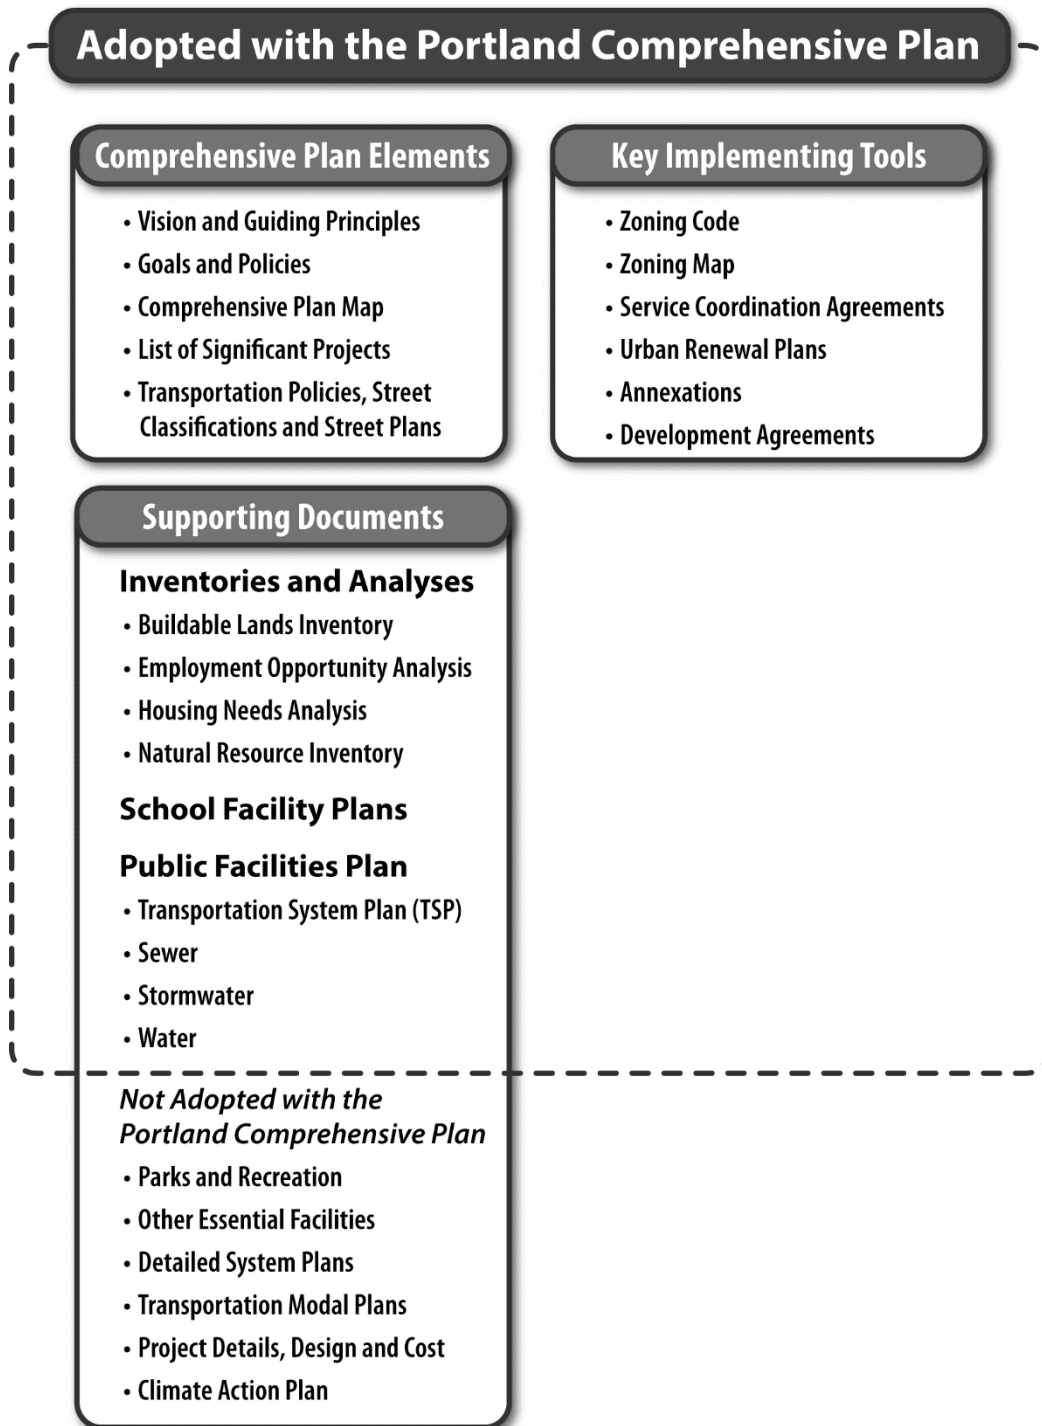 Adopted with the Portland Comprehensive Plan
Comprehensive Plan Elements
• Vision and Guiding Principles
• Goals and Policies
• Comprehensive Plan Map
• List of Significant Projects
• Transportation Policies, Street
Classifications and Street Plans
Key Implementing Tools
• Zoning Code
• Zoning Map
• Service Coordination Agreements
• Urban Renewal Plans
• Annexations
• Development Agreements
Supporting Documents
Inventories and Analyses
• Buildable Lands Inventory
• Employment Opportunity Analysis
• Housing Needs Analysis
• Natural Resource Inventory
School Facility Plans
Public Facilities Plan
• Transportation System Plan (TSP)
• Sewer
• Stormwater
• Water
Not Adopted with the
Portland Comprehensive Plan
• Parks and Recreation
• Other Essential Facilities
• Detailed System Plans
• Transportation Modal Plans
• Project Details, Design and Cost
• Climate Action Plan